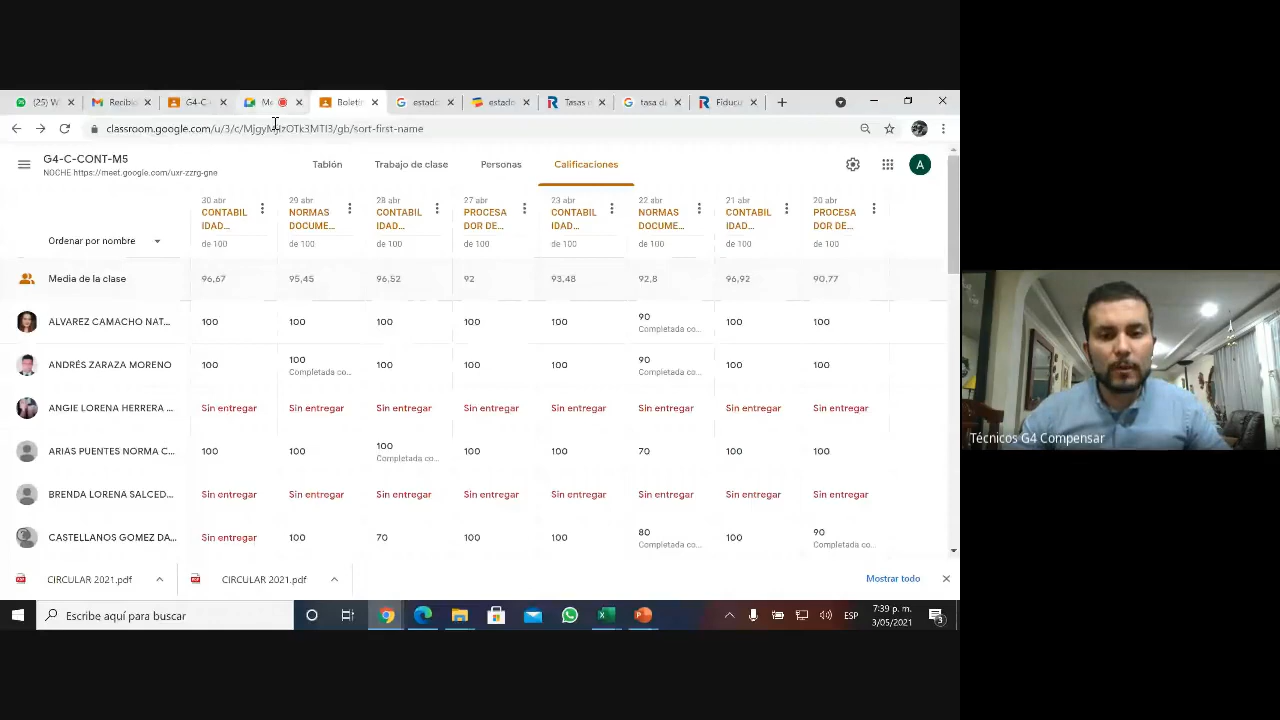 (25) W
Recibid
G4-C-C
Me
Boletín
estado
estado
Tasas
tasa de
Fiducu
classroom.google.com/u/3/c/
/gb/sort-first-name
G4-C-CONT-M5
NOCHE https://meet.google.com/uxr-zzrg-gne
Tablón
Trabajo de clase
Personas
Calificaciones
A
Ordenar por nombre
30 abr
CONTABIL
IDAD...
de 100
29 abr
NORMAS
DOCUME...
de 100
28 abr
CONTABIL
IDAD...
de 100
27 abr
PROCESA
DOR DE...
de 100
23 abr
CONTABIL
IDAD...
de 100
22 abr
NORMAS
DOCUME...
de 100
21 abr
CONTABIL
IDAD...
de 100
20 abr
PROCESA
DOR DE...
de 100
Media de la clase 96,67 95,45 96,52 92 93,48 92,8 96,92 90,77
ALVAREZ CAMACHO NAT... 100 100 100 100 100 90 100 100
Completada co...
ANDRÉS ZARAZA MORENO 100 100 100 100 100 90 100 100
Completada co... Completada co...
ANGIE LORENA HERRERA ... Sin entregar Sin entregar Sin entregar Sin entregar Sin entregar Sin entregar Sin entregar Sin entregar
ARIAS PUENTES NORMA C... 100 100 100 100 100 70 100 100
Completada co...
BRENDA LORENA SALCED... Sin entregar Sin entregar Sin entregar Sin entregar Sin entregar Sin entregar Sin entregar Sin entregar
CASTELLANOS GOMEZ DA... Sin entregar 100 70 100 100 80 100 90
Completada co... Completada co...
CIRCULAR 2021.pdf
CIRCULAR 2021.pdf
Mostrar todo
Escribe aquí para buscar
ESP
7:39 p. m.
3/05/2021
3
Técnicos G4 Compensar